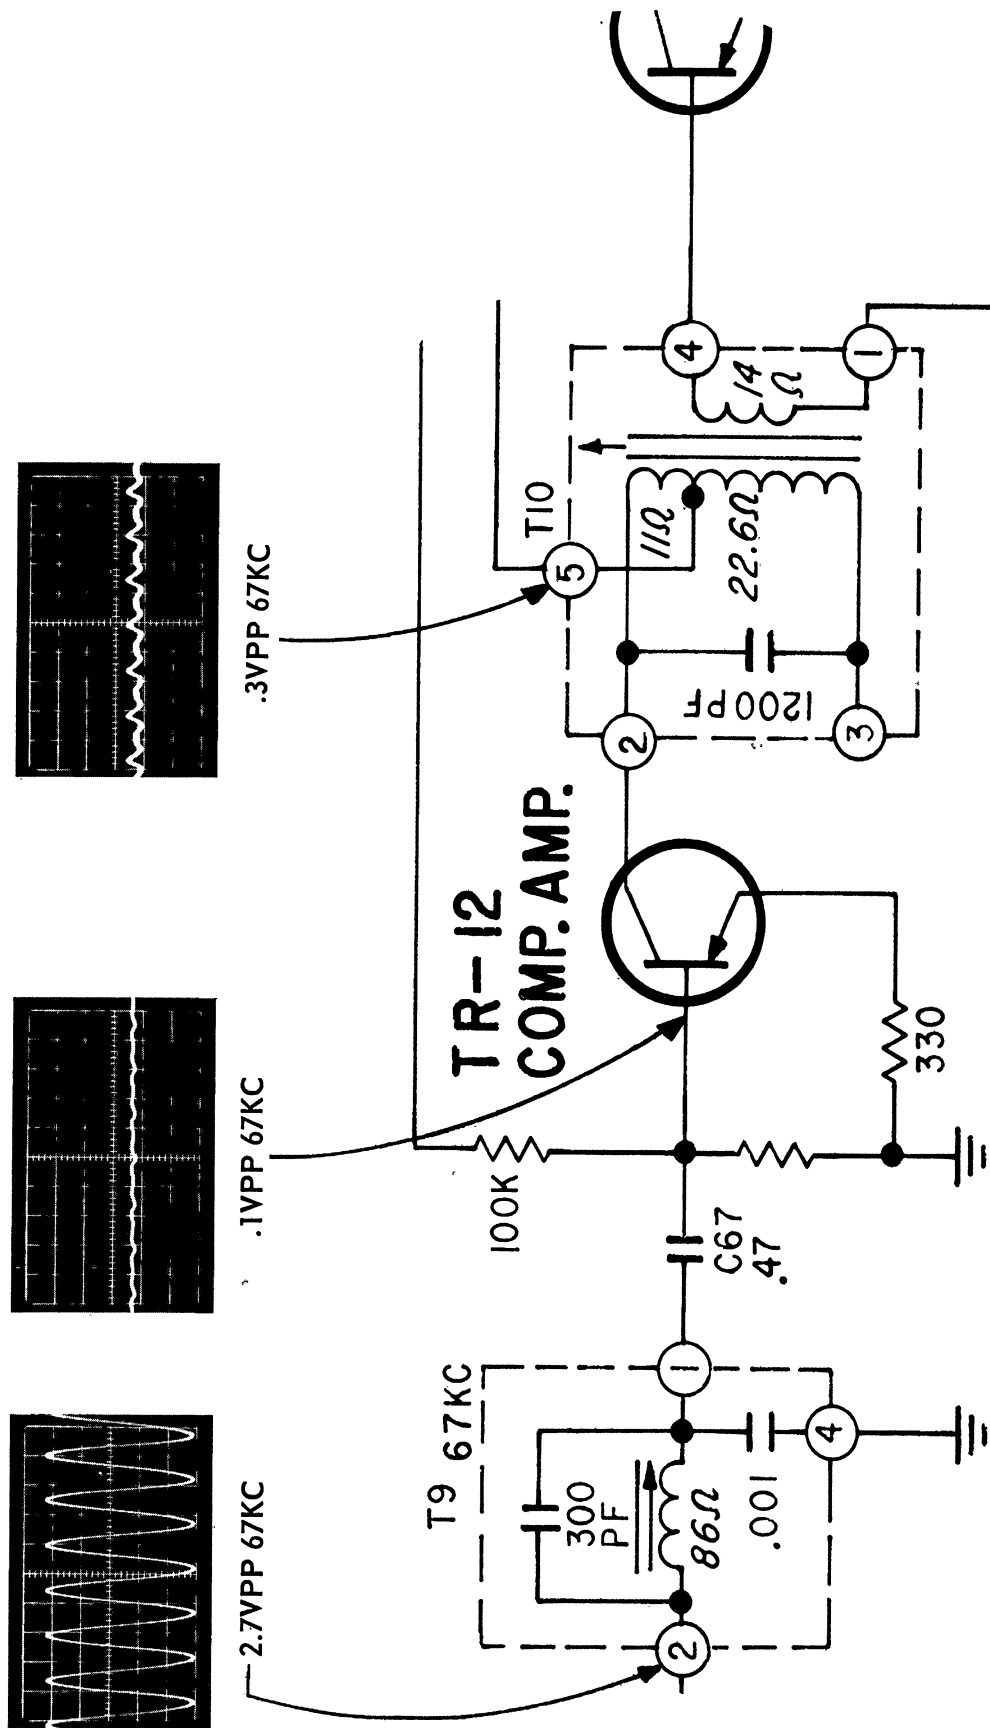 2.7VPP 67KC
.1VPP 67KC
.3VPP 67KC
T9 67KC
2
300
PF
86Ω
.001
1
4
C67
.47
100K
TR-12
COMP. AMP.
330
T10
5
2
3
1200PF
11Ω
22.6Ω
14
Ω
4
1